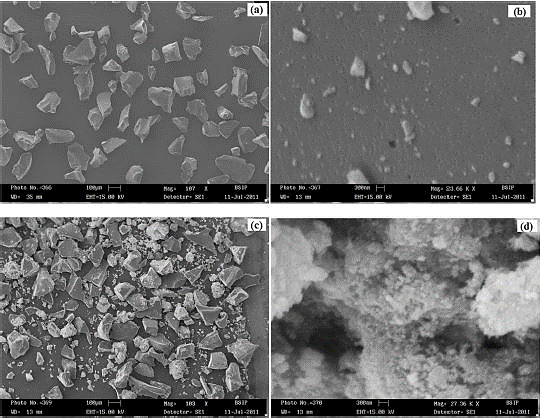 (a)
Photo No.=366 100µm Mag= 107 X BSIP
WD= 35 mm EHT=15.00 kV Detector= SE1 11-Jul-2011
(b)
Photo No.=367 300nm Mag= 23.66 K X BSIP
WD= 13 mm EHT=15.00 kV Detector= SE1 11-Jul-2011
(c)
Photo No.=369 100µm Mag= 103 X BSIP
WD= 13 mm EHT=15.00 kV Detector= SE1 11-Jul-2011
(d)
Photo No.=370 300nm Mag= 27.36 K X BSIP
WD= 13 mm EHT=15.00 kV Detector= SE1 11-Jul-2011